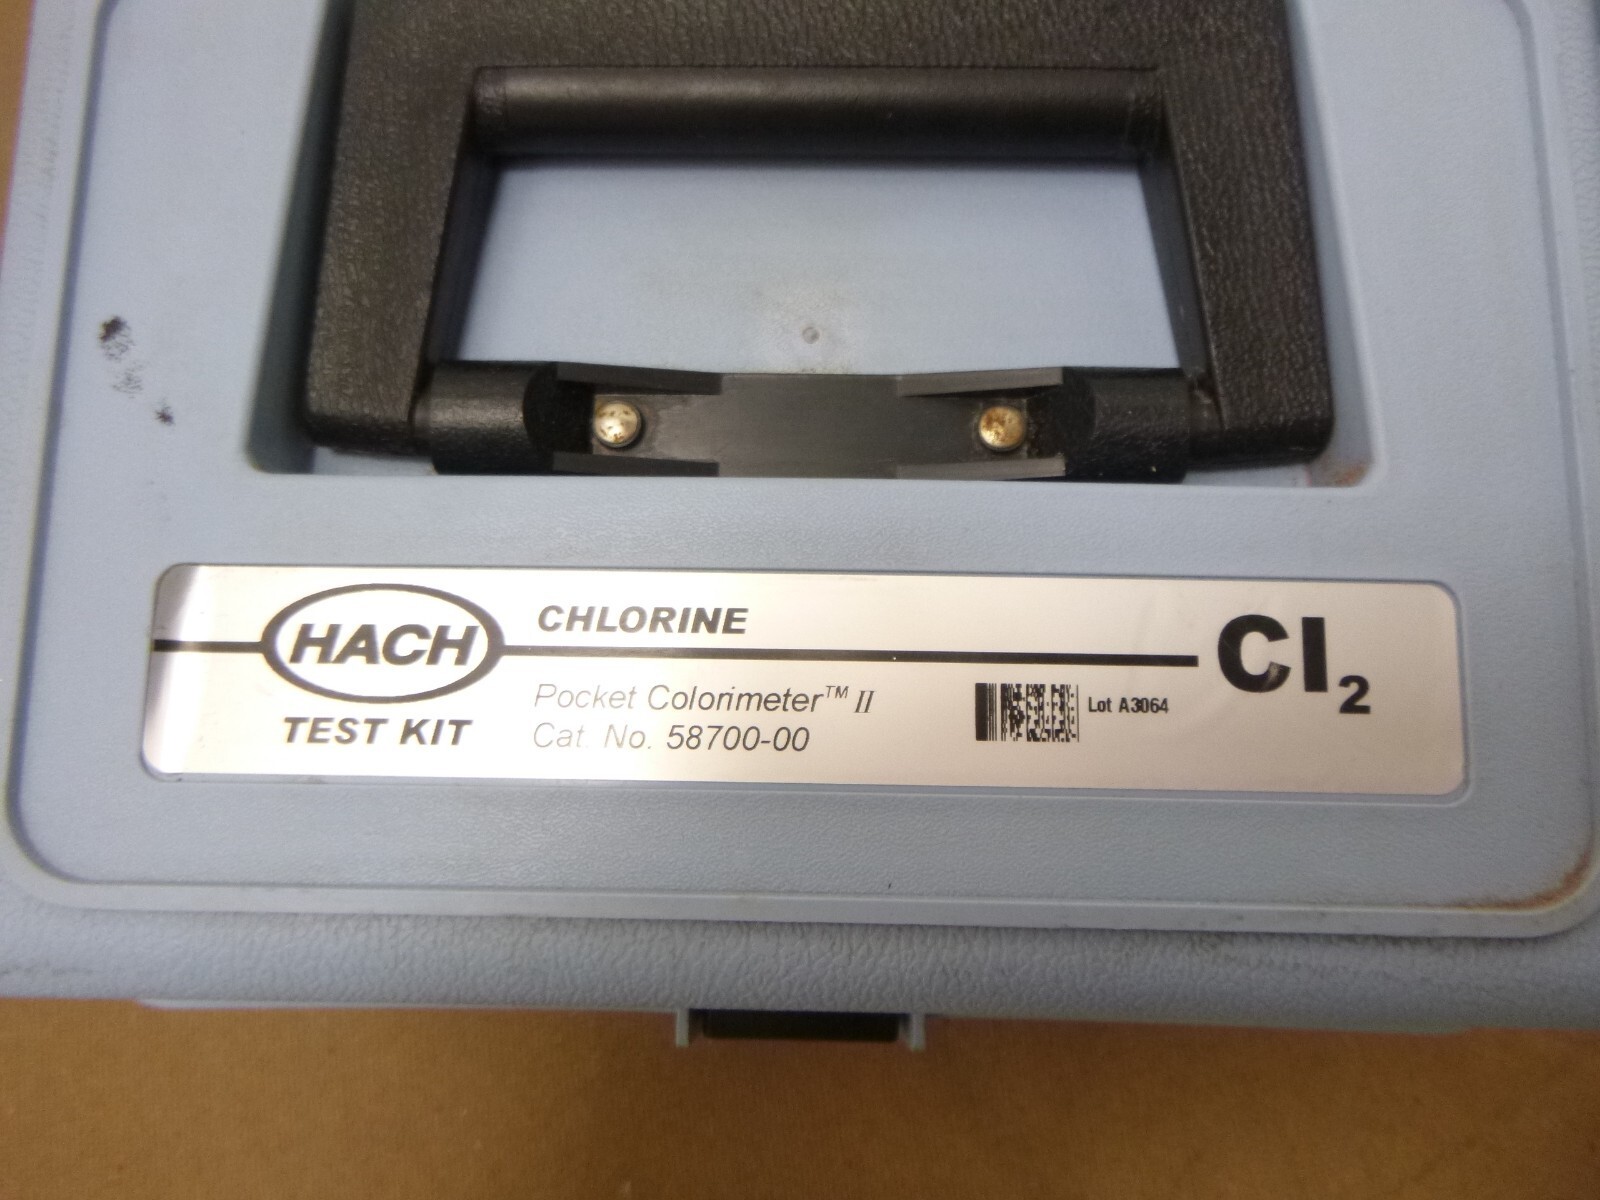 HACH
TEST KIT
CHLORINE
Pocket Colorimeter™ II
Cat. No. 58700-00
Lot A3064
Cl₂